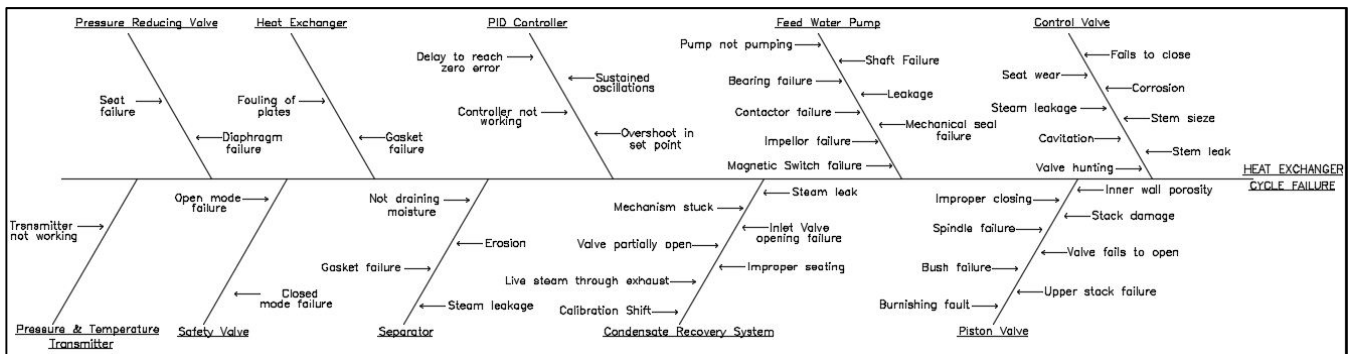 Pressure Reducing Valve
Seat
failure
Diaphragm
failure
Heat Exchanger
Fouling of
plates
Gasket
failure
PID Controller
Delay to reach
zero error
Sustained
oscillations
Controller not
working
Overshoot in
set point
Feed Water Pump
Pump not pumping
Shaft Failure
Bearing failure
Leakage
Contactor failure
Mechanical seal
failure
Impellor failure
Magnetic Switch failure
Control Valve
Fails to close
Seat wear
Corrosion
Steam leakage
Stem sieze
Cavitation
Stem leak
Valve hunting
HEAT EXCHANGER
CYCLE FAILURE
Transmitter
not working
Pressure & Temperature
Transmitter
Open mode
failure
Closed
mode failure
Safety Valve
Not draining
moisture
Erosion
Gasket failure
Steam leakage
Separator
Steam leak
Mechanism stuck
Inlet Valve
opening failure
Valve partially open
Improper seating
Live steam through exhaust
Calibration Shift
Condensate Recovery System
Inner wall porosity
Improper closing
Stack damage
Spindle failure
Valve fails to open
Bush failure
Upper stack failure
Burnishing fault
Piston Valve